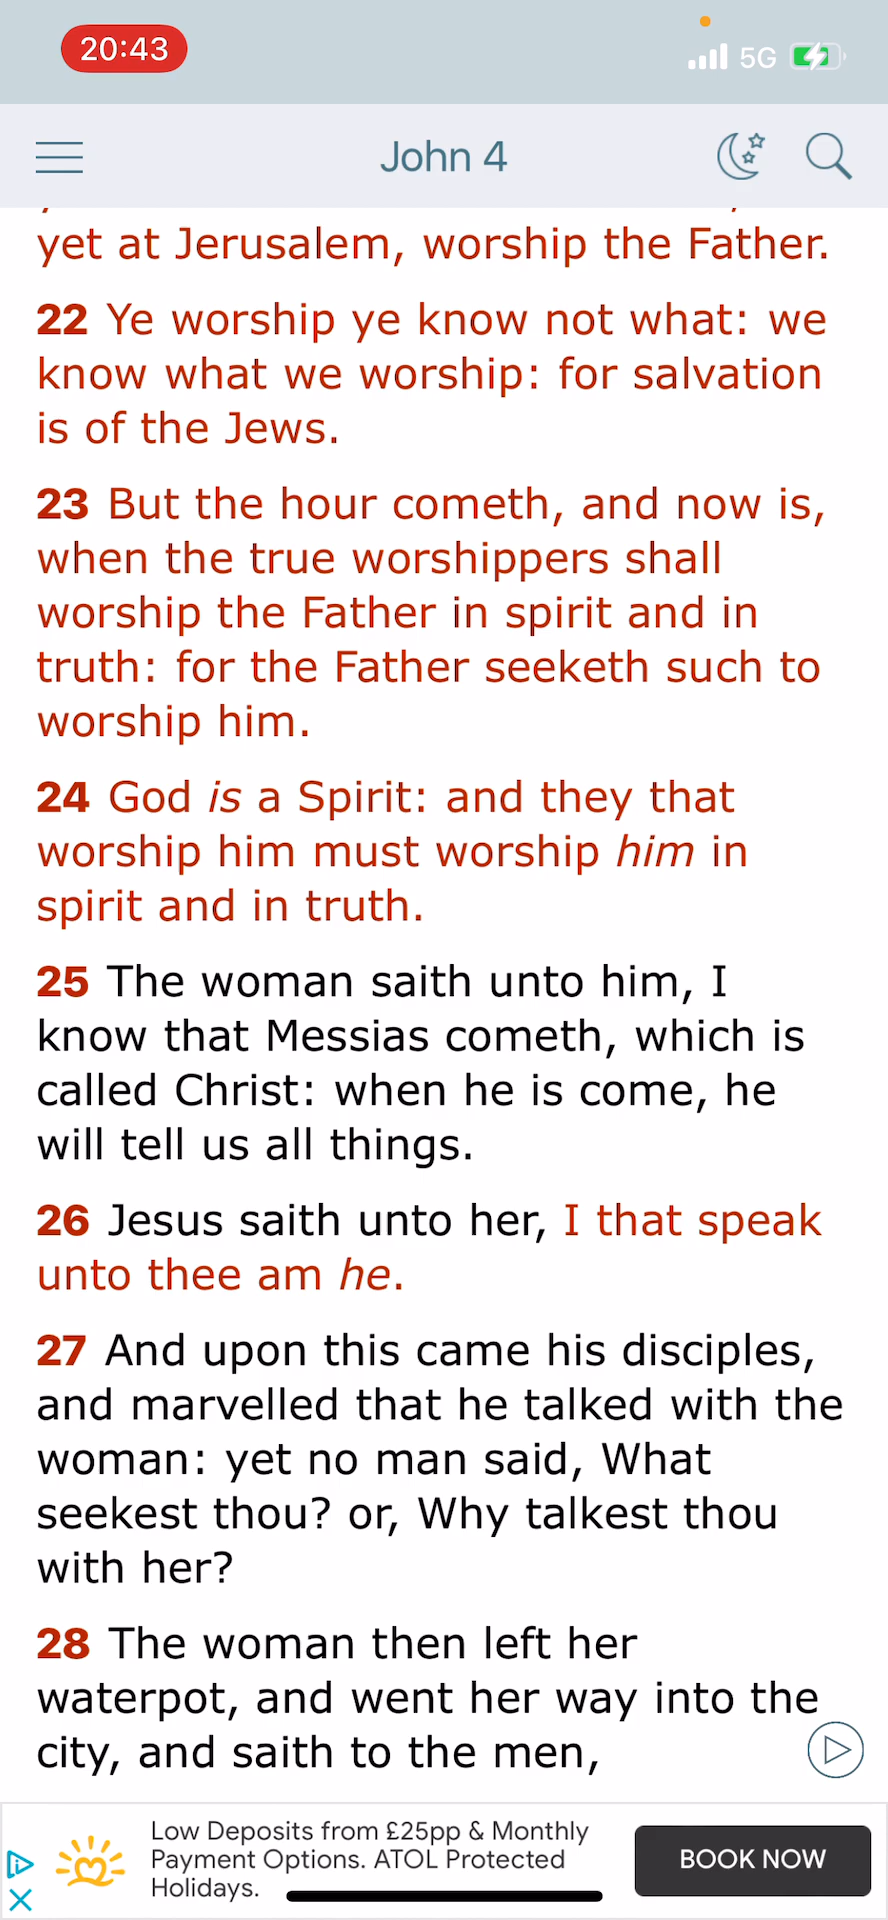 20:43
5G
John 4
yet at Jerusalem, worship the Father.
22 Ye worship ye know not what: we
know what we worship: for salvation
is of the Jews.
23 But the hour cometh, and now is,
when the true worshippers shall
worship the Father in spirit and in
truth: for the Father seeketh such to
worship him.
24 God is a Spirit: and they that
worship him must worship him in
spirit and in truth.
25 The woman saith unto him, I
know that Messias cometh, which is
called Christ: when he is come, he
will tell us all things.
26 Jesus saith unto her, I that speak
unto thee am he.
27 And upon this came his disciples,
and marvelled that he talked with the
woman: yet no man said, What
seekest thou? or, Why talkest thou
with her?
28 The woman then left her
waterpot, and went her way into the
city, and saith to the men,
Low Deposits from £25pp & Monthly
Payment Options. ATOL Protected
Holidays.
BOOK NOW